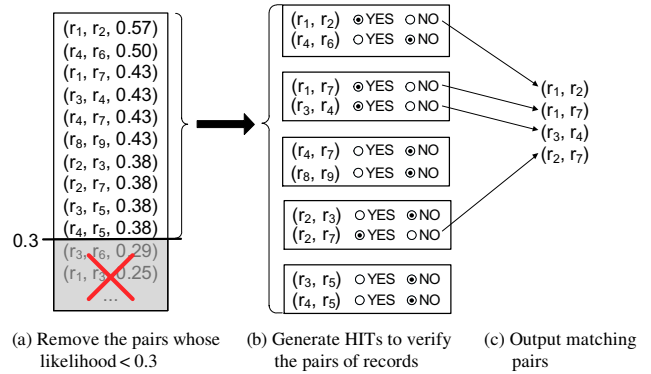 (r1, r2, 0.57)
(r4, r6, 0.50)
(r1, r7, 0.43)
(r3, r4, 0.43)
(r4, r7, 0.43)
(r8, r9, 0.43)
(r2, r3, 0.38)
(r2, r7, 0.38)
(r3, r5, 0.38)
(r4, r5, 0.38)
0.3
(r3, r6, 0.29)
(r1, r3, 0.25)
...
(r1, r2) YES NO
(r4, r6) YES NO
(r1, r7) YES NO
(r3, r4) YES NO
(r4, r7) YES NO
(r8, r9) YES NO
(r2, r3) YES NO
(r2, r7) YES NO
(r3, r5) YES NO
(r4, r5) YES NO
(r1, r2)
(r1, r7)
(r3, r4)
(r2, r7)
(a) Remove the pairs whose
likelihood < 0.3
(b) Generate HITs to verify
the pairs of records
(c) Output matching
pairs